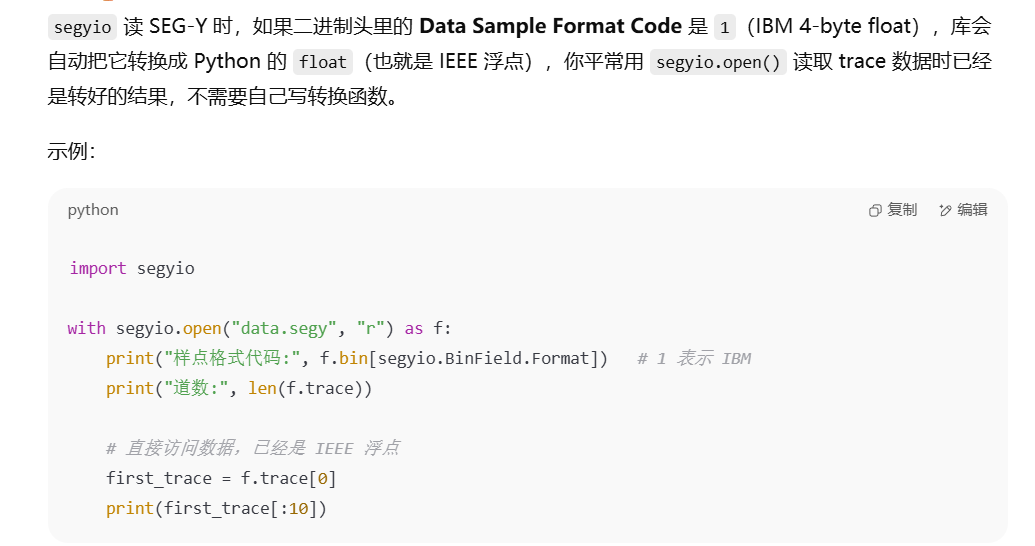 segyio 读 SEG-Y 时，如果二进制头里的 Data Sample Format Code 是 1（IBM 4-byte float），库会
自动把它转换成 Python 的 float（也就是 IEEE 浮点），你平常用 segyio.open() 读取 trace 数据时已经
是转好的结果，不需要自己写转换函数。
示例：
python 复制 编辑
import segyio
with segyio.open("data.segy", "r") as f:
    print("样点格式代码:", f.bin[segyio.BinField.Format])   # 1 表示 IBM
    print("道数:", len(f.trace))
    # 直接访问数据，已经是 IEEE 浮点
    first_trace = f.trace[0]
    print(first_trace[:10])